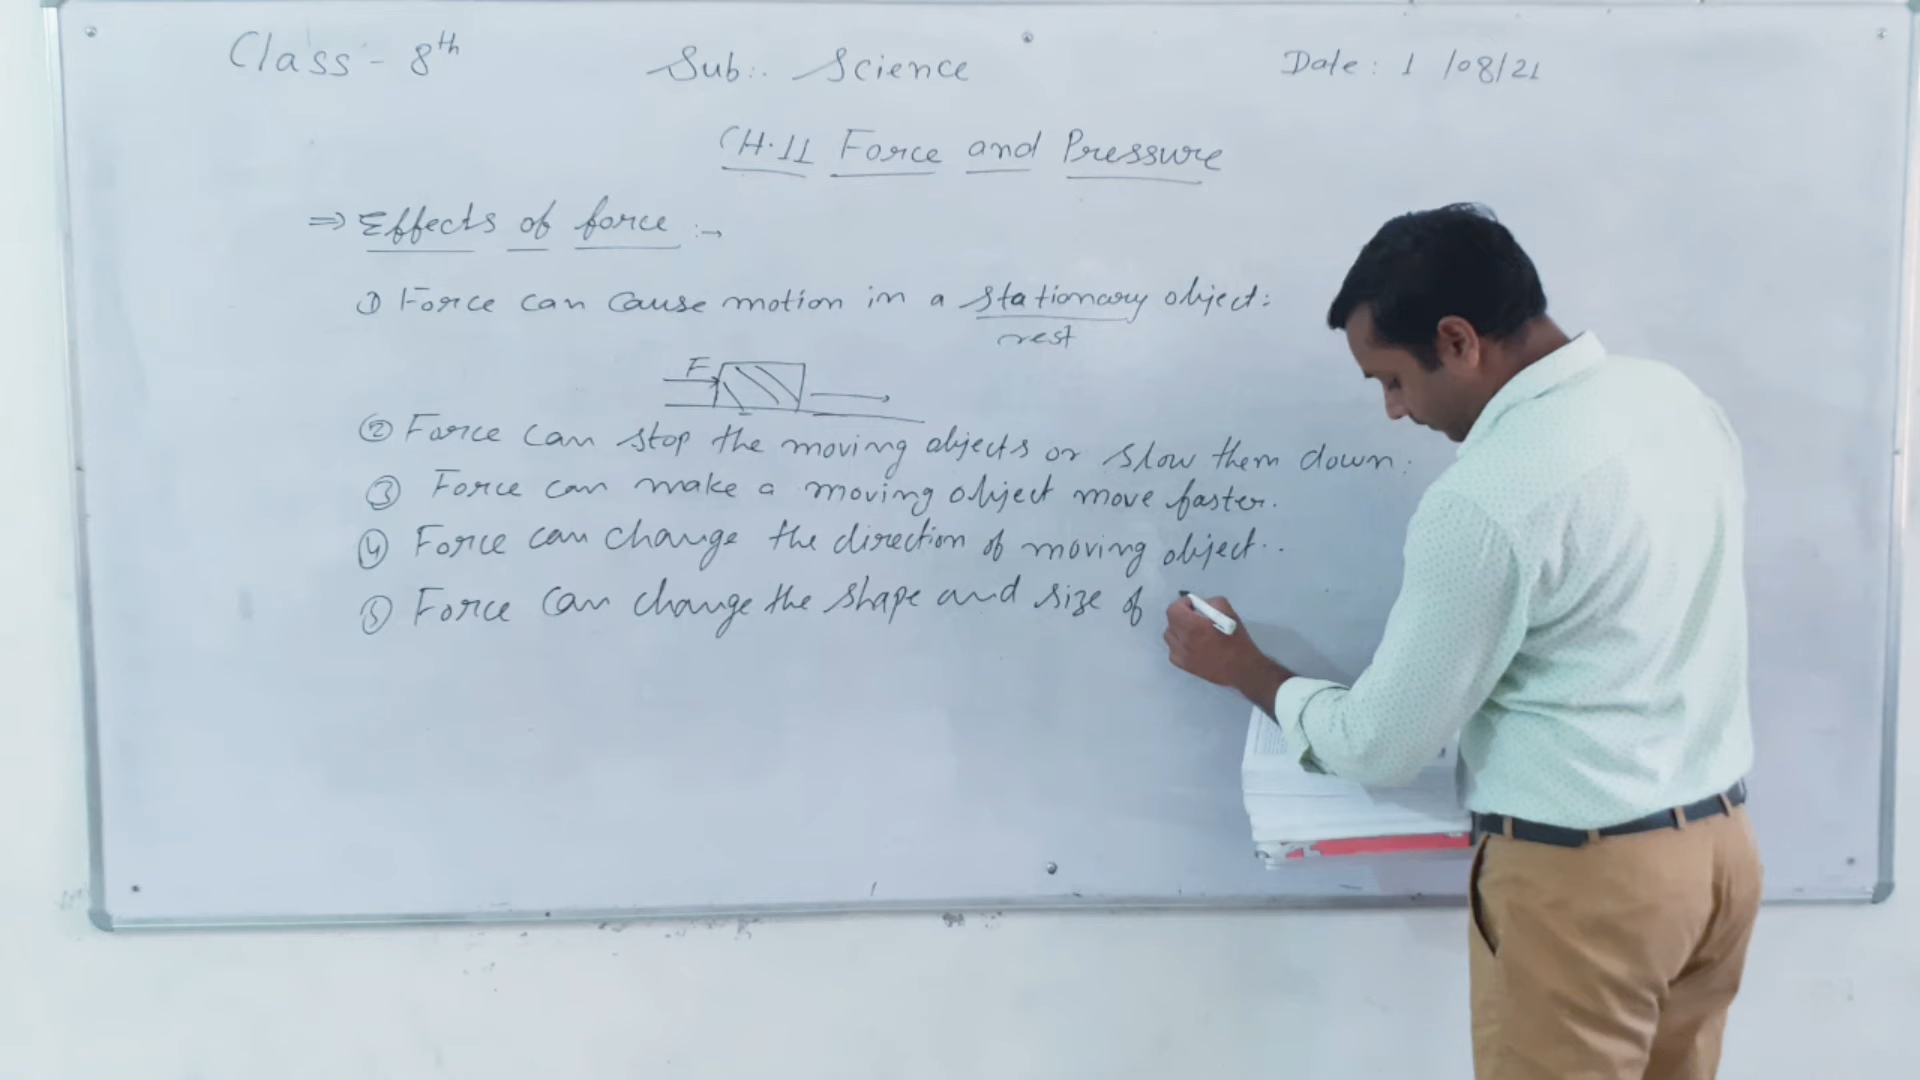 Class - 8th Sub:. Science Date: 1 /08/21
CH.11 Force and Pressure
⇒ Effects of force :→
① Force can cause motion in a stationary object:
rest
F
② Force can stop the moving objects or slow them down.
③ Force can make a moving object move faster.
④ Force can change the direction of moving object..
⑤ Force can change the shape and size of